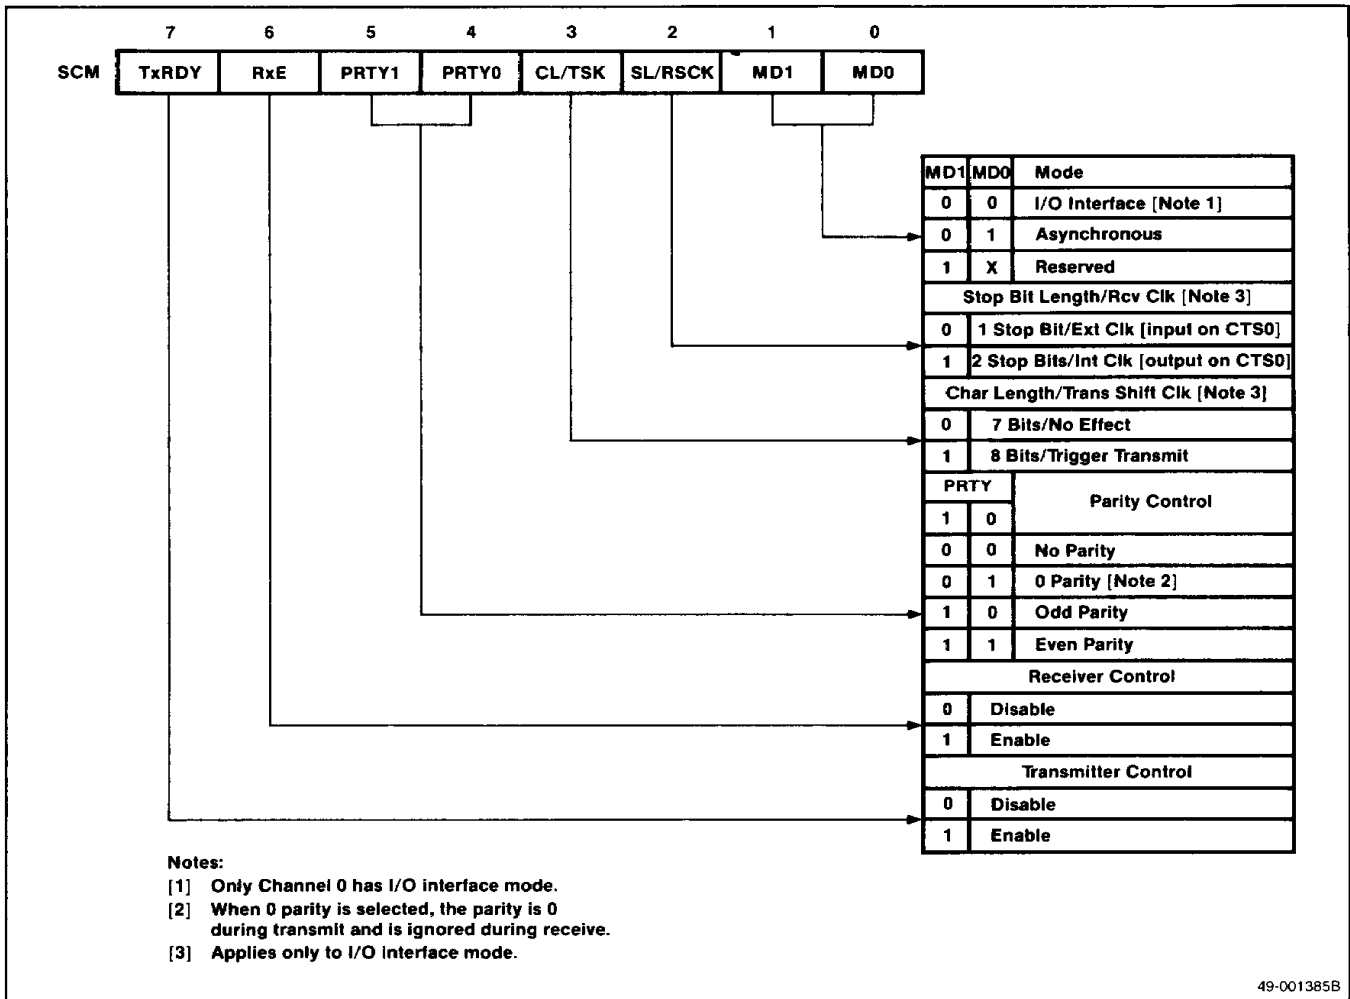 7 6 5 4 3 2 1 0
SCM TxRDY RxE PRTY1 PRTY0 CL/TSK SL/RSCK MD1 MD0
MD1 MD0 Mode
0 0 I/O Interface [Note 1]
0 1 Asynchronous
1 X Reserved
Stop Bit Length/Rcv Clk [Note 3]
0 1 Stop Bit/Ext Clk [input on CTS0]
1 2 Stop Bits/Int Clk [output on CTS0]
Char Length/Trans Shift Clk [Note 3]
0 7 Bits/No Effect
1 8 Bits/Trigger Transmit
PRTY Parity Control
1 0
0 0 No Parity
0 1 0 Parity [Note 2]
1 0 Odd Parity
1 1 Even Parity
Receiver Control
0 Disable
1 Enable
Transmitter Control
0 Disable
1 Enable
Notes:
[1] Only Channel 0 has I/O interface mode.
[2] When 0 parity is selected, the parity is 0
during transmit and is ignored during receive.
[3] Applies only to I/O interface mode.
49-001385B